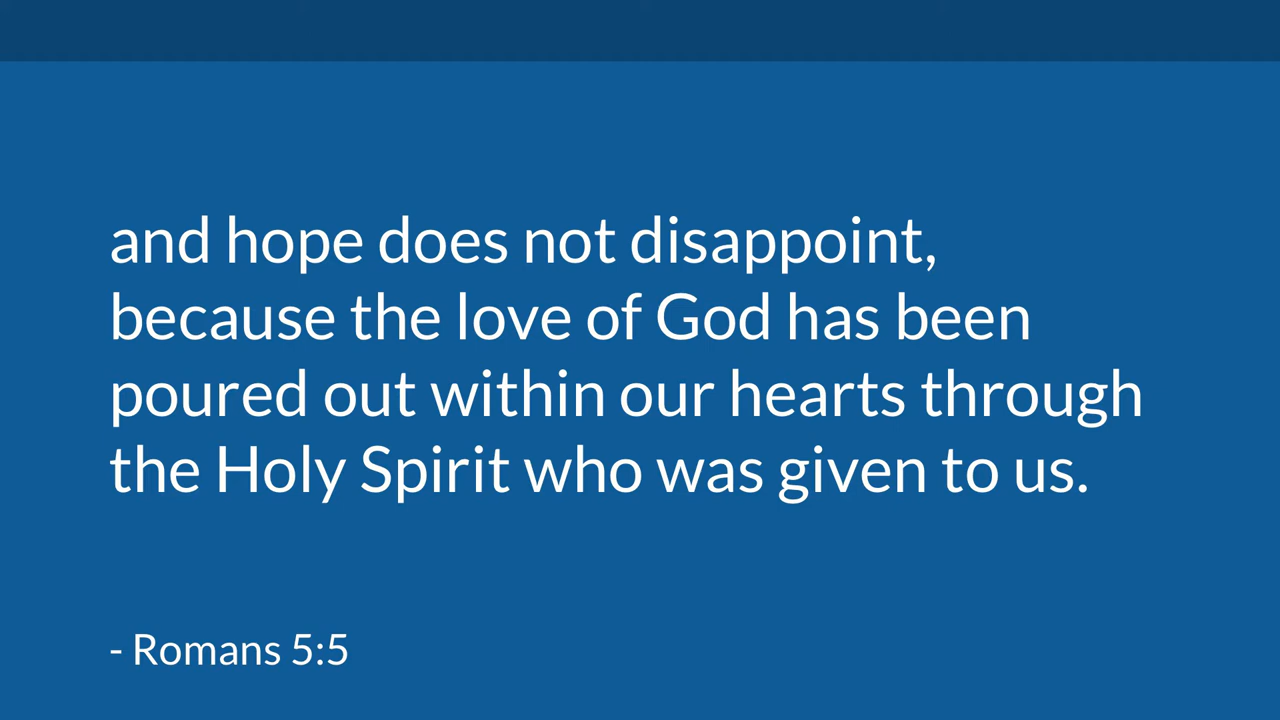 and hope does not disappoint,
because the love of God has been
poured out within our hearts through
the Holy Spirit who was given to us.
- Romans 5:5